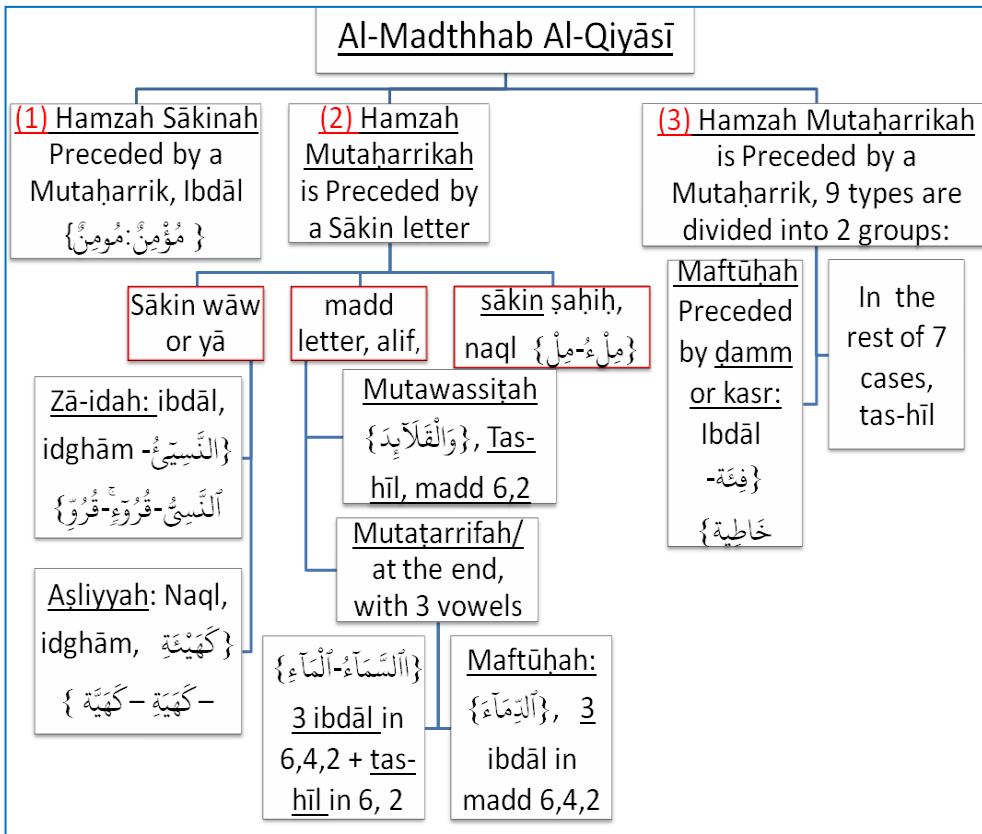 Al-Madthhab Al-Qiyāsī
(1) Hamzah Sākinah
Preceded by a
Mutaḥarrik, Ibdāl
{مُؤْمِنٌ:مُومِنٌ }
(2) Hamzah
Mutaḥarrikah
is Preceded by
a Sākin letter
(3) Hamzah Mutaḥarrikah
is Preceded by a
Mutaḥarrik, 9 types are
divided into 2 groups:
Sākin wāw
or yā
madd
letter, alif,
sākin ṣaḥiḥ,
naql {مِلْءُ-مِلْ}
Zā-idah: ibdāl,
idghām -النَّسِيٓءُ}
ٱلنَّسِىُّ-قُرُوٓءٖۚ-قُرُوِّ}
Aṣliyyah: Naql,
idghām, كَهَيْـَٔةِ}
{ كَهَيَةِ – كَهَيَّة –
Mutawassiṭah
{وَالْقَلَآئِدَ}, Tas-
hīl, madd 6,2
Mutaṭarrifah/
at the end,
with 3 vowels
{االسَّمَآءُ-الْمَآءِ}
3 ibdāl in
6,4,2 + tas-
hīl in 6, 2
Maftūḥah:
{ٱلدِّمَآءَ}, 3
ibdāl in
madd 6,4,2
Maftūḥah
Preceded
by ḍamm
or kasr:
Ibdāl
{فِئَة-
خَاطِية}
In the
rest of 7
cases,
tas-hīl